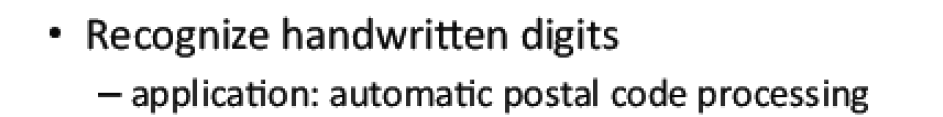 • Recognize handwritten digits
– application: automatic postal code processing